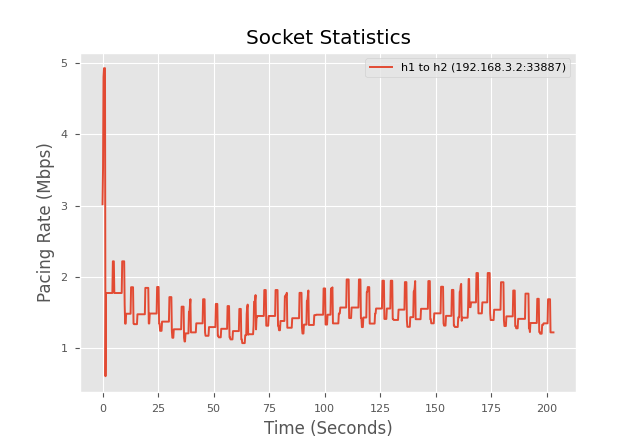 Socket Statistics
h1 to h2 (192.168.3.2:33887)
Pacing Rate (Mbps)
5
4
3
2
1
0 25 50 75 100 125 150 175 200
Time (Seconds)